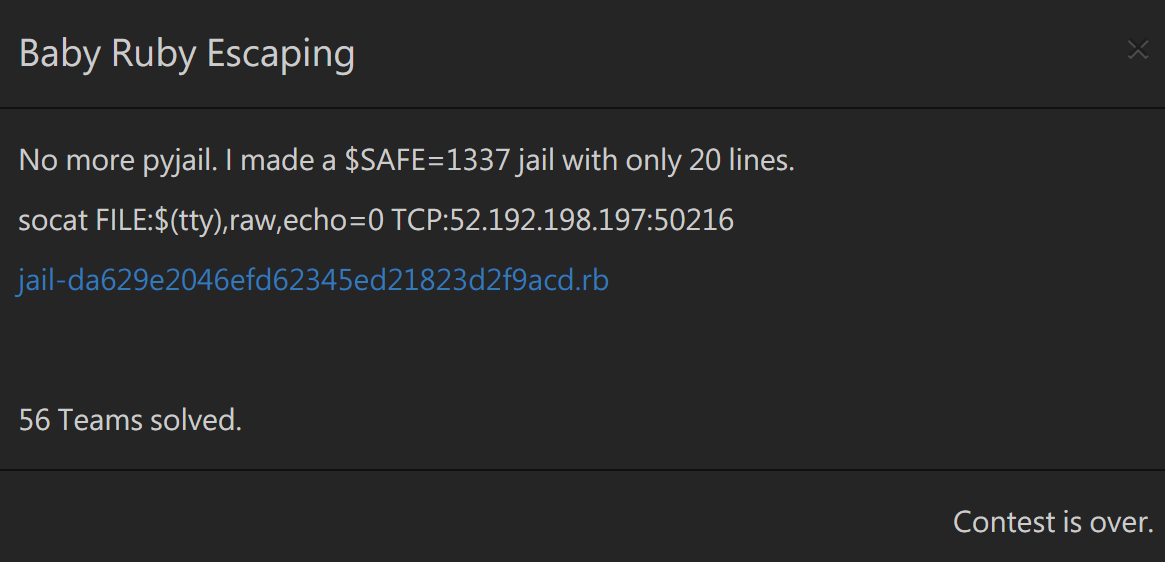 Baby Ruby Escaping
No more pyjail. I made a $SAFE=1337 jail with only 20 lines.
socat FILE:$(tty),raw,echo=0 TCP:52.192.198.197:50216
jail-da629e2046efd62345ed21823d2f9acd.rb
56 Teams solved.
Contest is over.